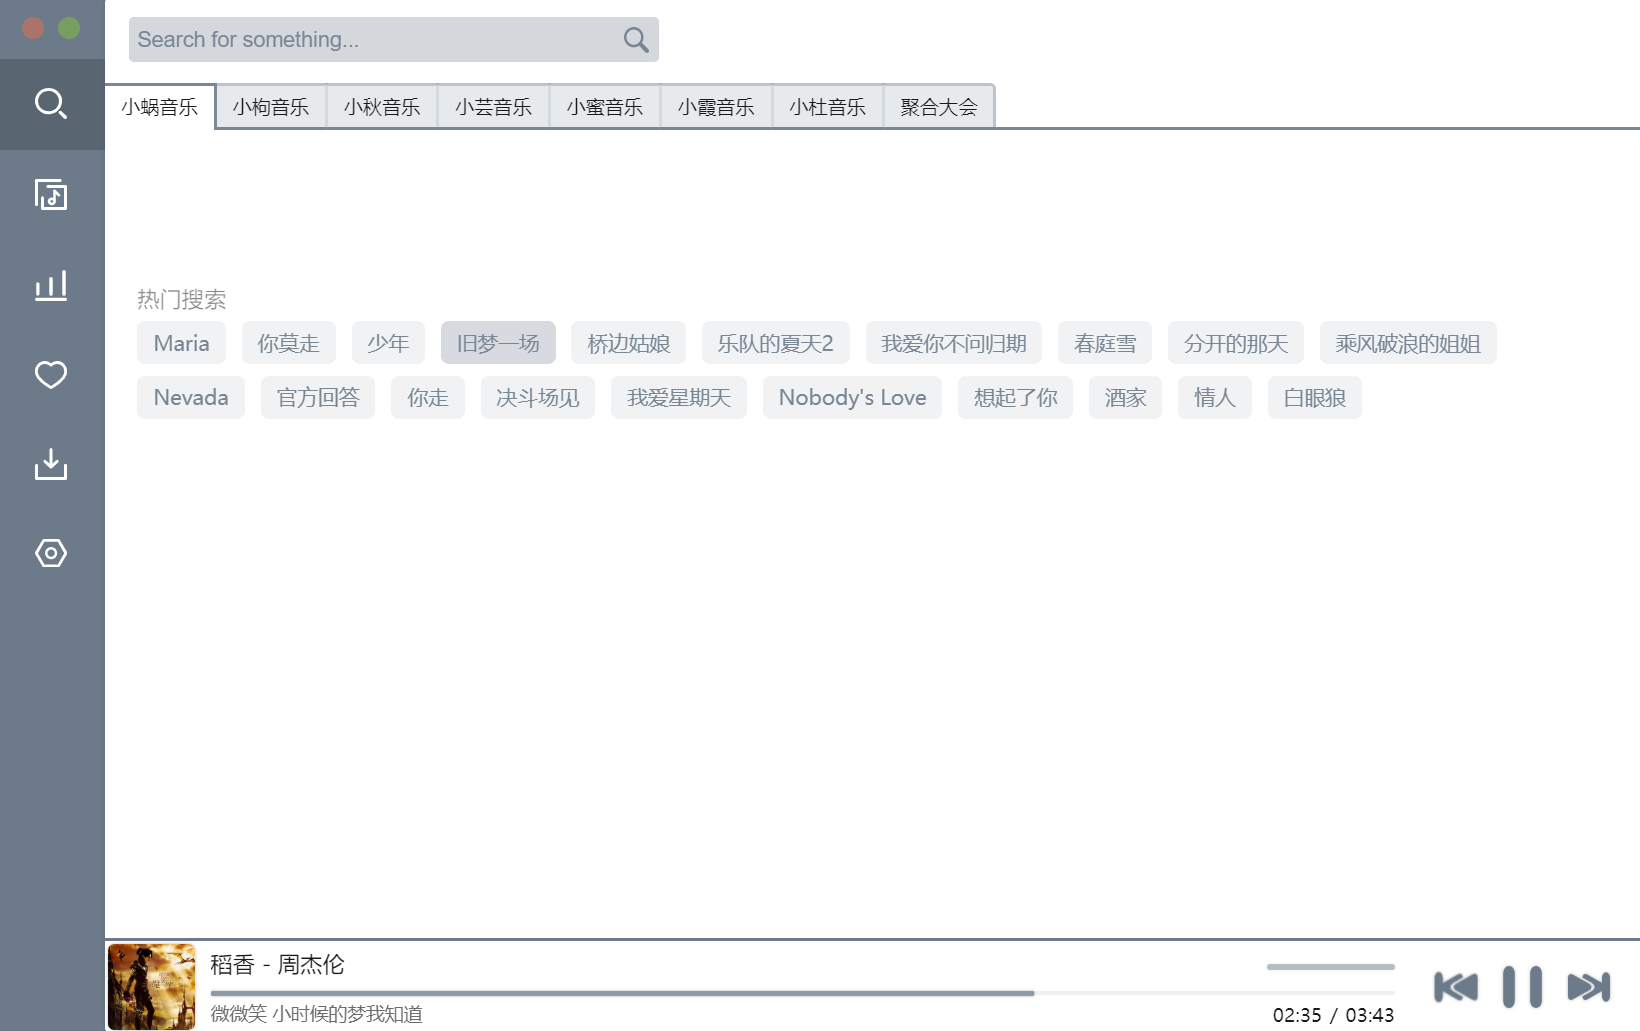 Search for something...
小蜗音乐 小枸音乐 小秋音乐 小芸音乐 小蜜音乐 小霞音乐 小杜音乐 聚合大会
热门搜索
Maria 你莫走 少年 旧梦一场 桥边姑娘 乐队的夏天2 我爱你不问归期 春庭雪 分开的那天 乘风破浪的姐姐
Nevada 官方回答 你走 决斗场见 我爱星期天 Nobody's Love 想起了你 酒家 情人 白眼狼
稻香 - 周杰伦
微微笑 小时候的梦我知道
02:35 / 03:43